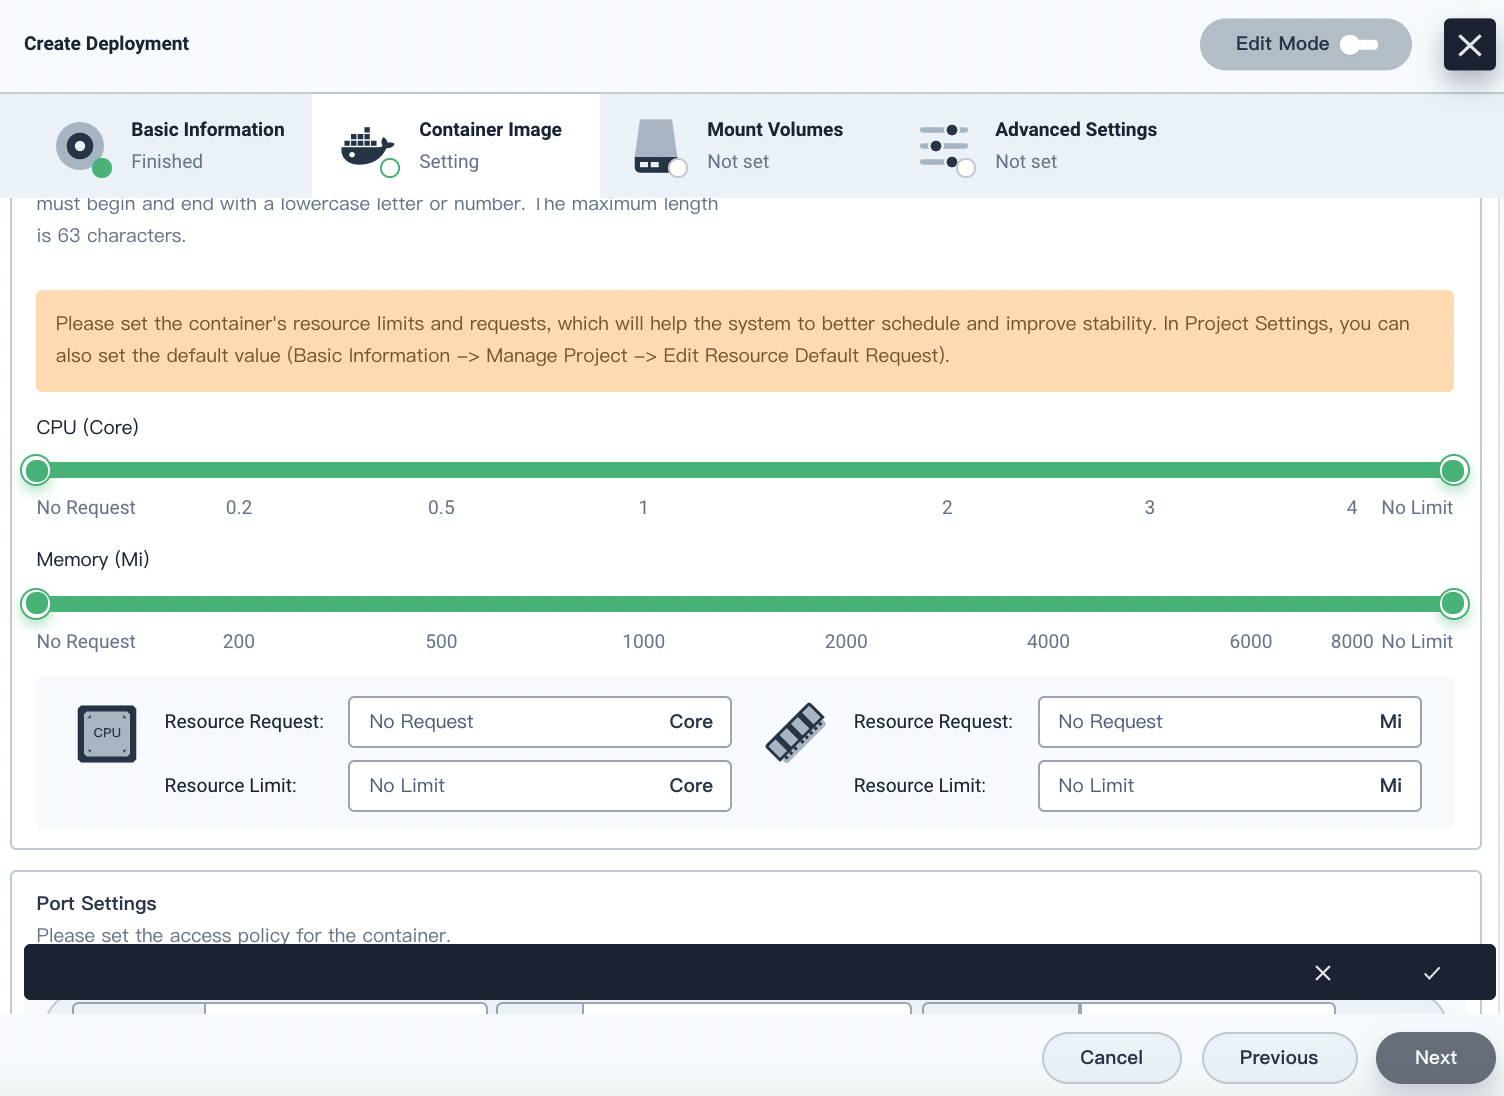 Create Deployment
Edit Mode
Basic Information
Finished
Container Image
Setting
Mount Volumes
Not set
Advanced Settings
Not set
must begin and end with a lowercase letter or number. The maximum length
is 63 characters.
Please set the container's resource limits and requests, which will help the system to better schedule and improve stability. In Project Settings, you can
also set the default value (Basic Information –> Manage Project –> Edit Resource Default Request).
CPU (Core)
No Request 0.2 0.5 1 2 3 4 No Limit
Memory (Mi)
No Request 200 500 1000 2000 4000 6000 8000 No Limit
CPU
Resource Request: No Request Core
Resource Request: No Request Mi
Resource Limit: No Limit Core
Resource Limit: No Limit Mi
Port Settings
Please set the access policy for the container.
Cancel
Previous
Next